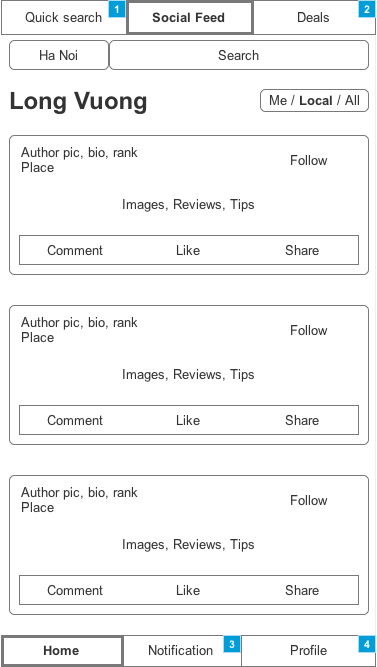 Quick search 1 Social Feed Deals 2
Ha Noi Search
Long Vuong Me / Local / All
Author pic, bio, rank
Place Follow
Images, Reviews, Tips
Comment Like Share
Author pic, bio, rank
Place Follow
Images, Reviews, Tips
Comment Like Share
Author pic, bio, rank
Place Follow
Images, Reviews, Tips
Comment Like Share
Home Notification 3 Profile 4